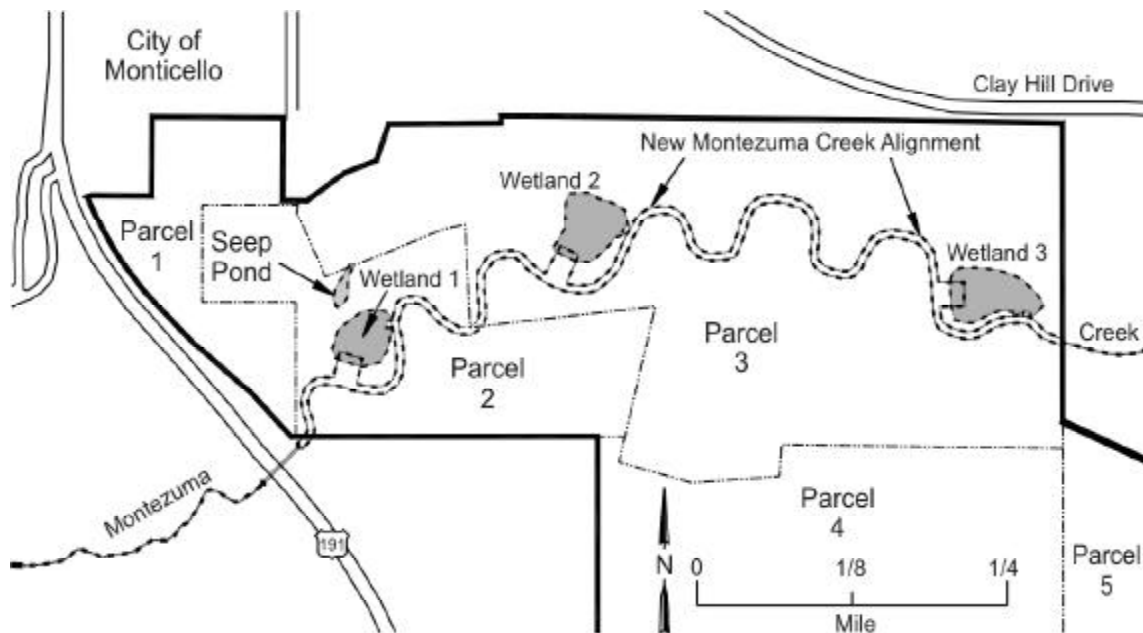 City of
Monticello
Clay Hill Drive
New Montezuma Creek Alignment
Wetland 2
Parcel
1
Seep
Pond
Wetland 1
Wetland 3
Parcel
3
Creek
Parcel
2
Montezuma
Parcel
4
191
N
0 1/8 1/4
Mile
Parcel
5